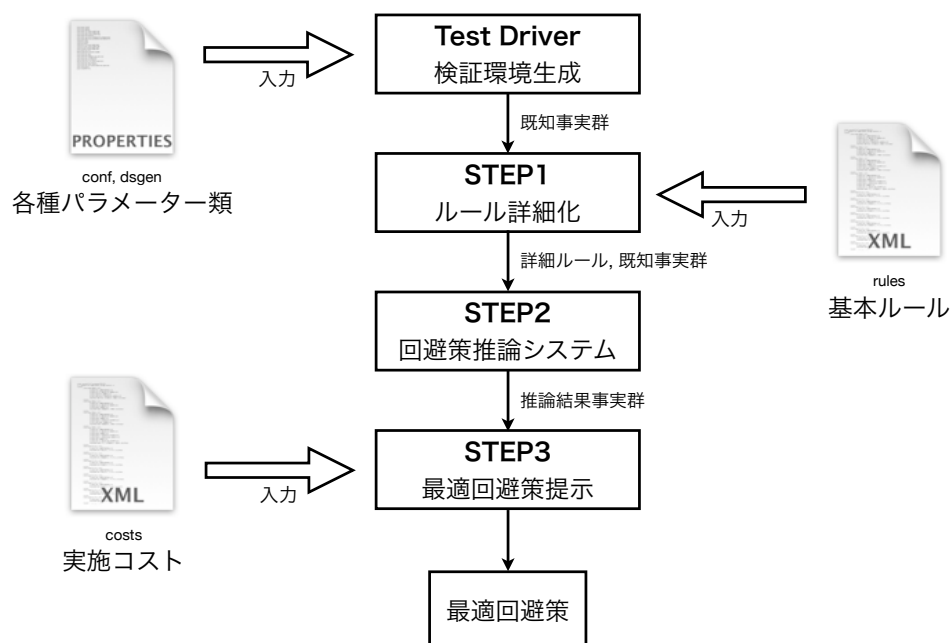 Test Driver
検証環境生成
入力
PROPERTIES
conf, dsgen
各種パラメーター類
既知事実群
STEP1
ルール詳細化
入力
XML
rules
基本ルール
詳細ルール, 既知事実群
STEP2
回避策推論システム
推論結果事実群
XML
costs
実施コスト
入力
STEP3
最適回避策提示
最適回避策